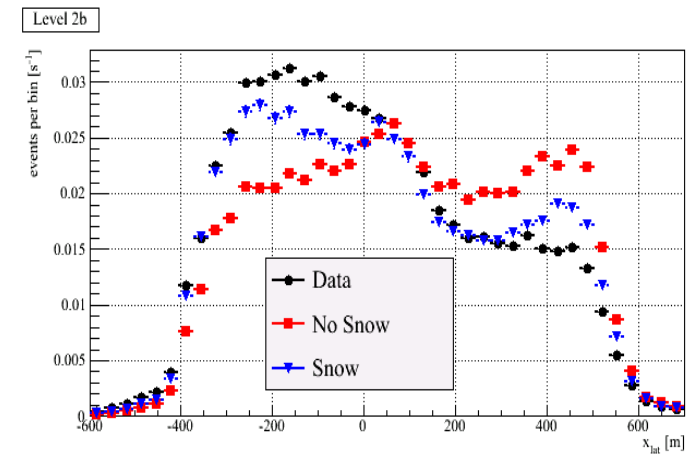 Level 2b
events per bin [s⁻¹]
0.03
0.025
0.02
0.015
0.01
0.005
0
Data
No Snow
Snow
-600 -400 -200 0 200 400 600
x_lat [m]